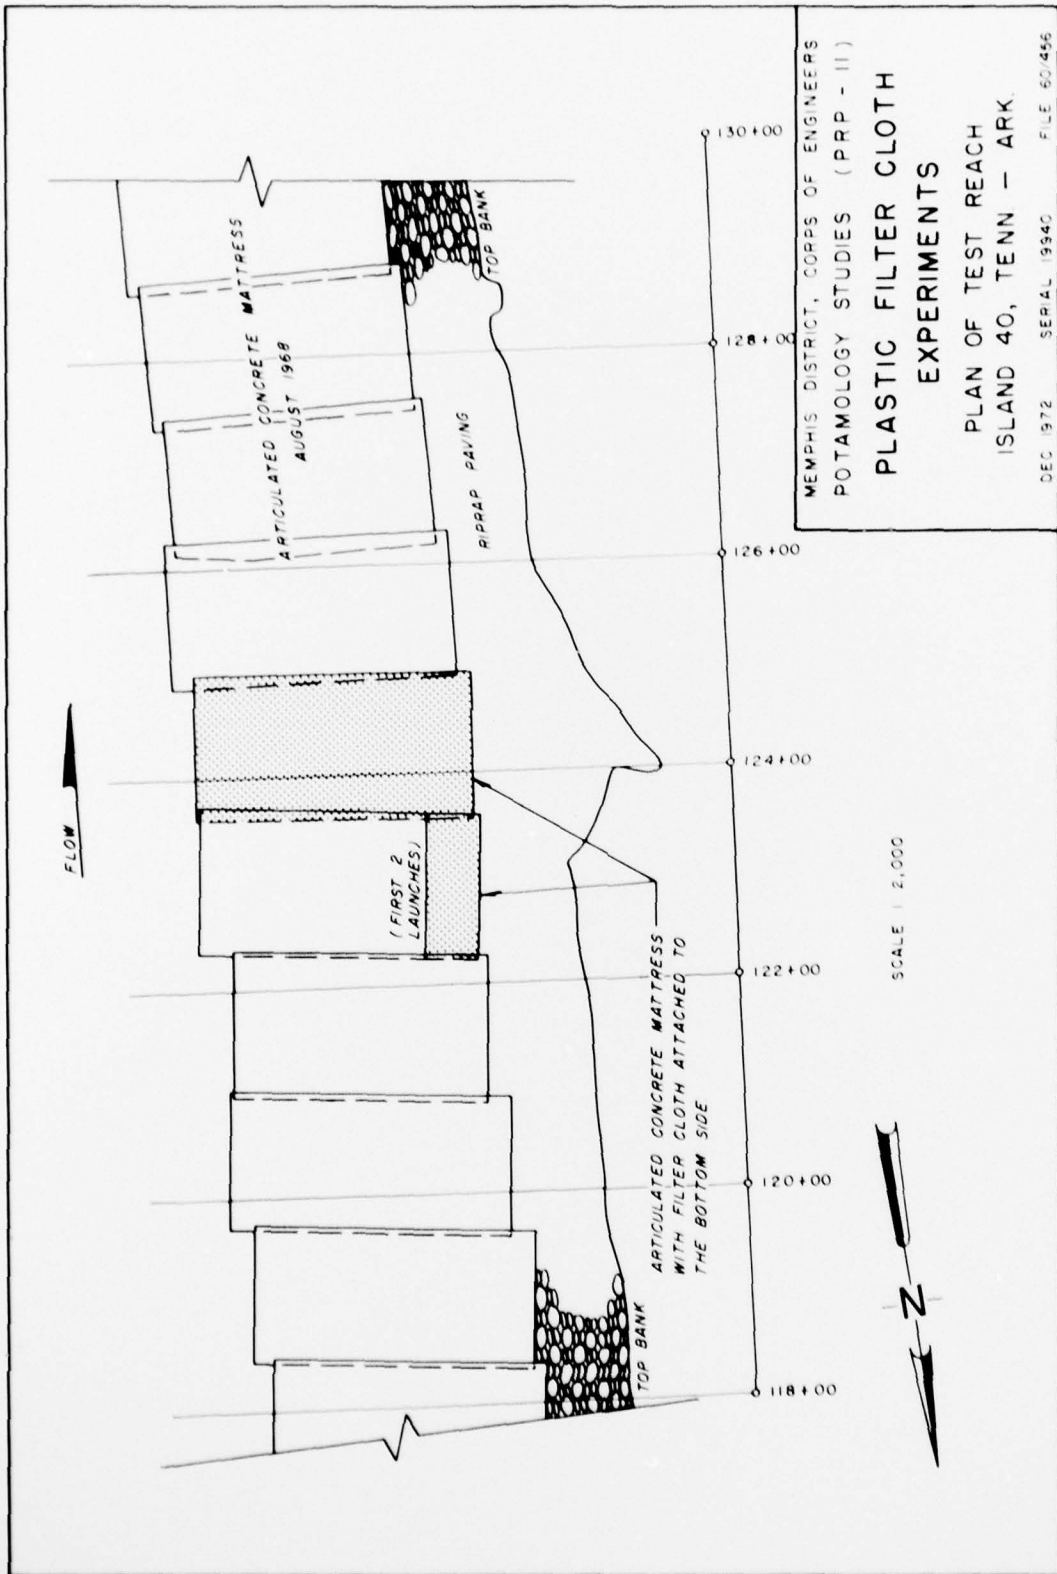 FLOW
ARTICULATED CONCRETE MATTRESS
AUGUST 1968
(FIRST 2
LAUNCHES)
RIPRAP PAVING
TOP BANK
ARTICULATED CONCRETE MATTRESS
WITH FILTER CLOTH ATTACHED TO
THE BOTTOM SIDE
TOP BANK
118+00
120+00
122+00
124+00
126+00
128+00
130+00
N
SCALE 1:2,000
MEMPHIS DISTRICT, CORPS OF ENGINEERS
POTAMOLOGY STUDIES (PRP - 11)
PLASTIC FILTER CLOTH
EXPERIMENTS
PLAN OF TEST REACH
ISLAND 40, TENN. - ARK.
DEC 1972 SERIAL 19940 FILE 60/456